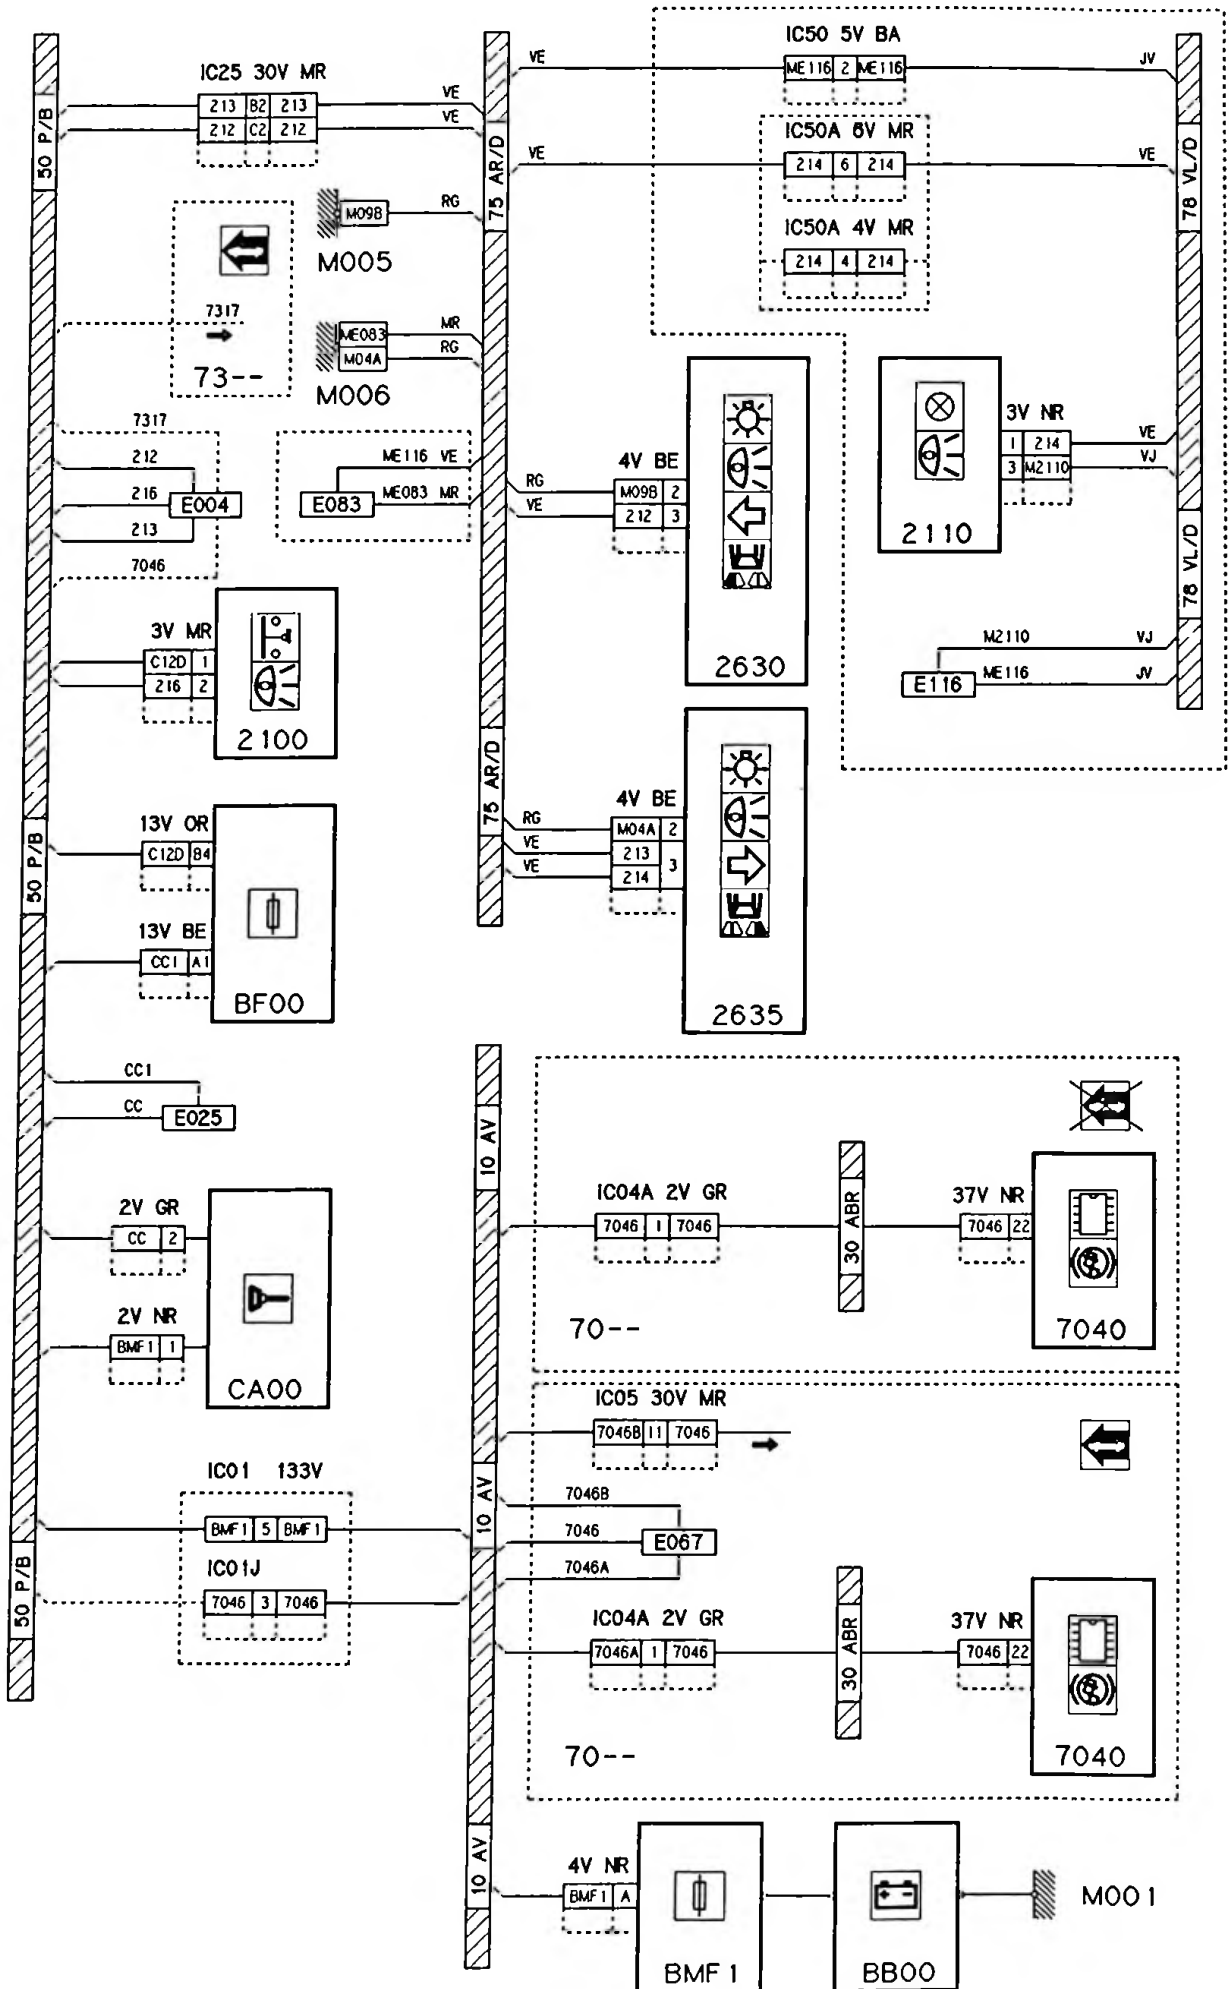 IC50 5V BA
VE ME116 2 ME116 JV
IC25 30V MR
213 B2 213 VE
212 C2 212 VE
50 P/B
75 AR/D
78 VL/D
IC50A 6V MR
VE 214 6 214 VE
IC50A 4V MR
214 4 214
M09B RG
M005
7317
73--
ME083 MR
M04A RG
M006
7317
212
216
E004
213
7046
ME116 VE
E083 ME083 MR
4V BE
RG M09B 2
VE 212 3
2630
3V NR
1 214 VE
3 M2110 VJ
2110
78 VL/D
M2110 VJ
E116 ME116 JV
3V MR
C12D 1
216 2
2100
75 AR/D
4V BE
RG M04A 2
VE 213
VE 214 3
2635
50 P/B
13V OR
C12D B4
13V BE
CC1 A1
BF00
CC1
CC E025
2V GR
CC 2
2V NR
BMF1 1
CA00
10 AV
IC04A 2V GR
7046 1 7046
30 ABR
37V NR
7046 22
70--
7040
IC05 30V MR
7046B 11 7046
IC01 133V
BMF1 5 BMF1
IC01J
7046 3 7046
50 P/B
10 AV
7046B
7046 E067
7046A
IC04A 2V GR
7046A 1 7046
30 ABR
37V NR
7046 22
70--
7040
10 AV
4V NR
BMF1 A
BMF1
BB00
M001